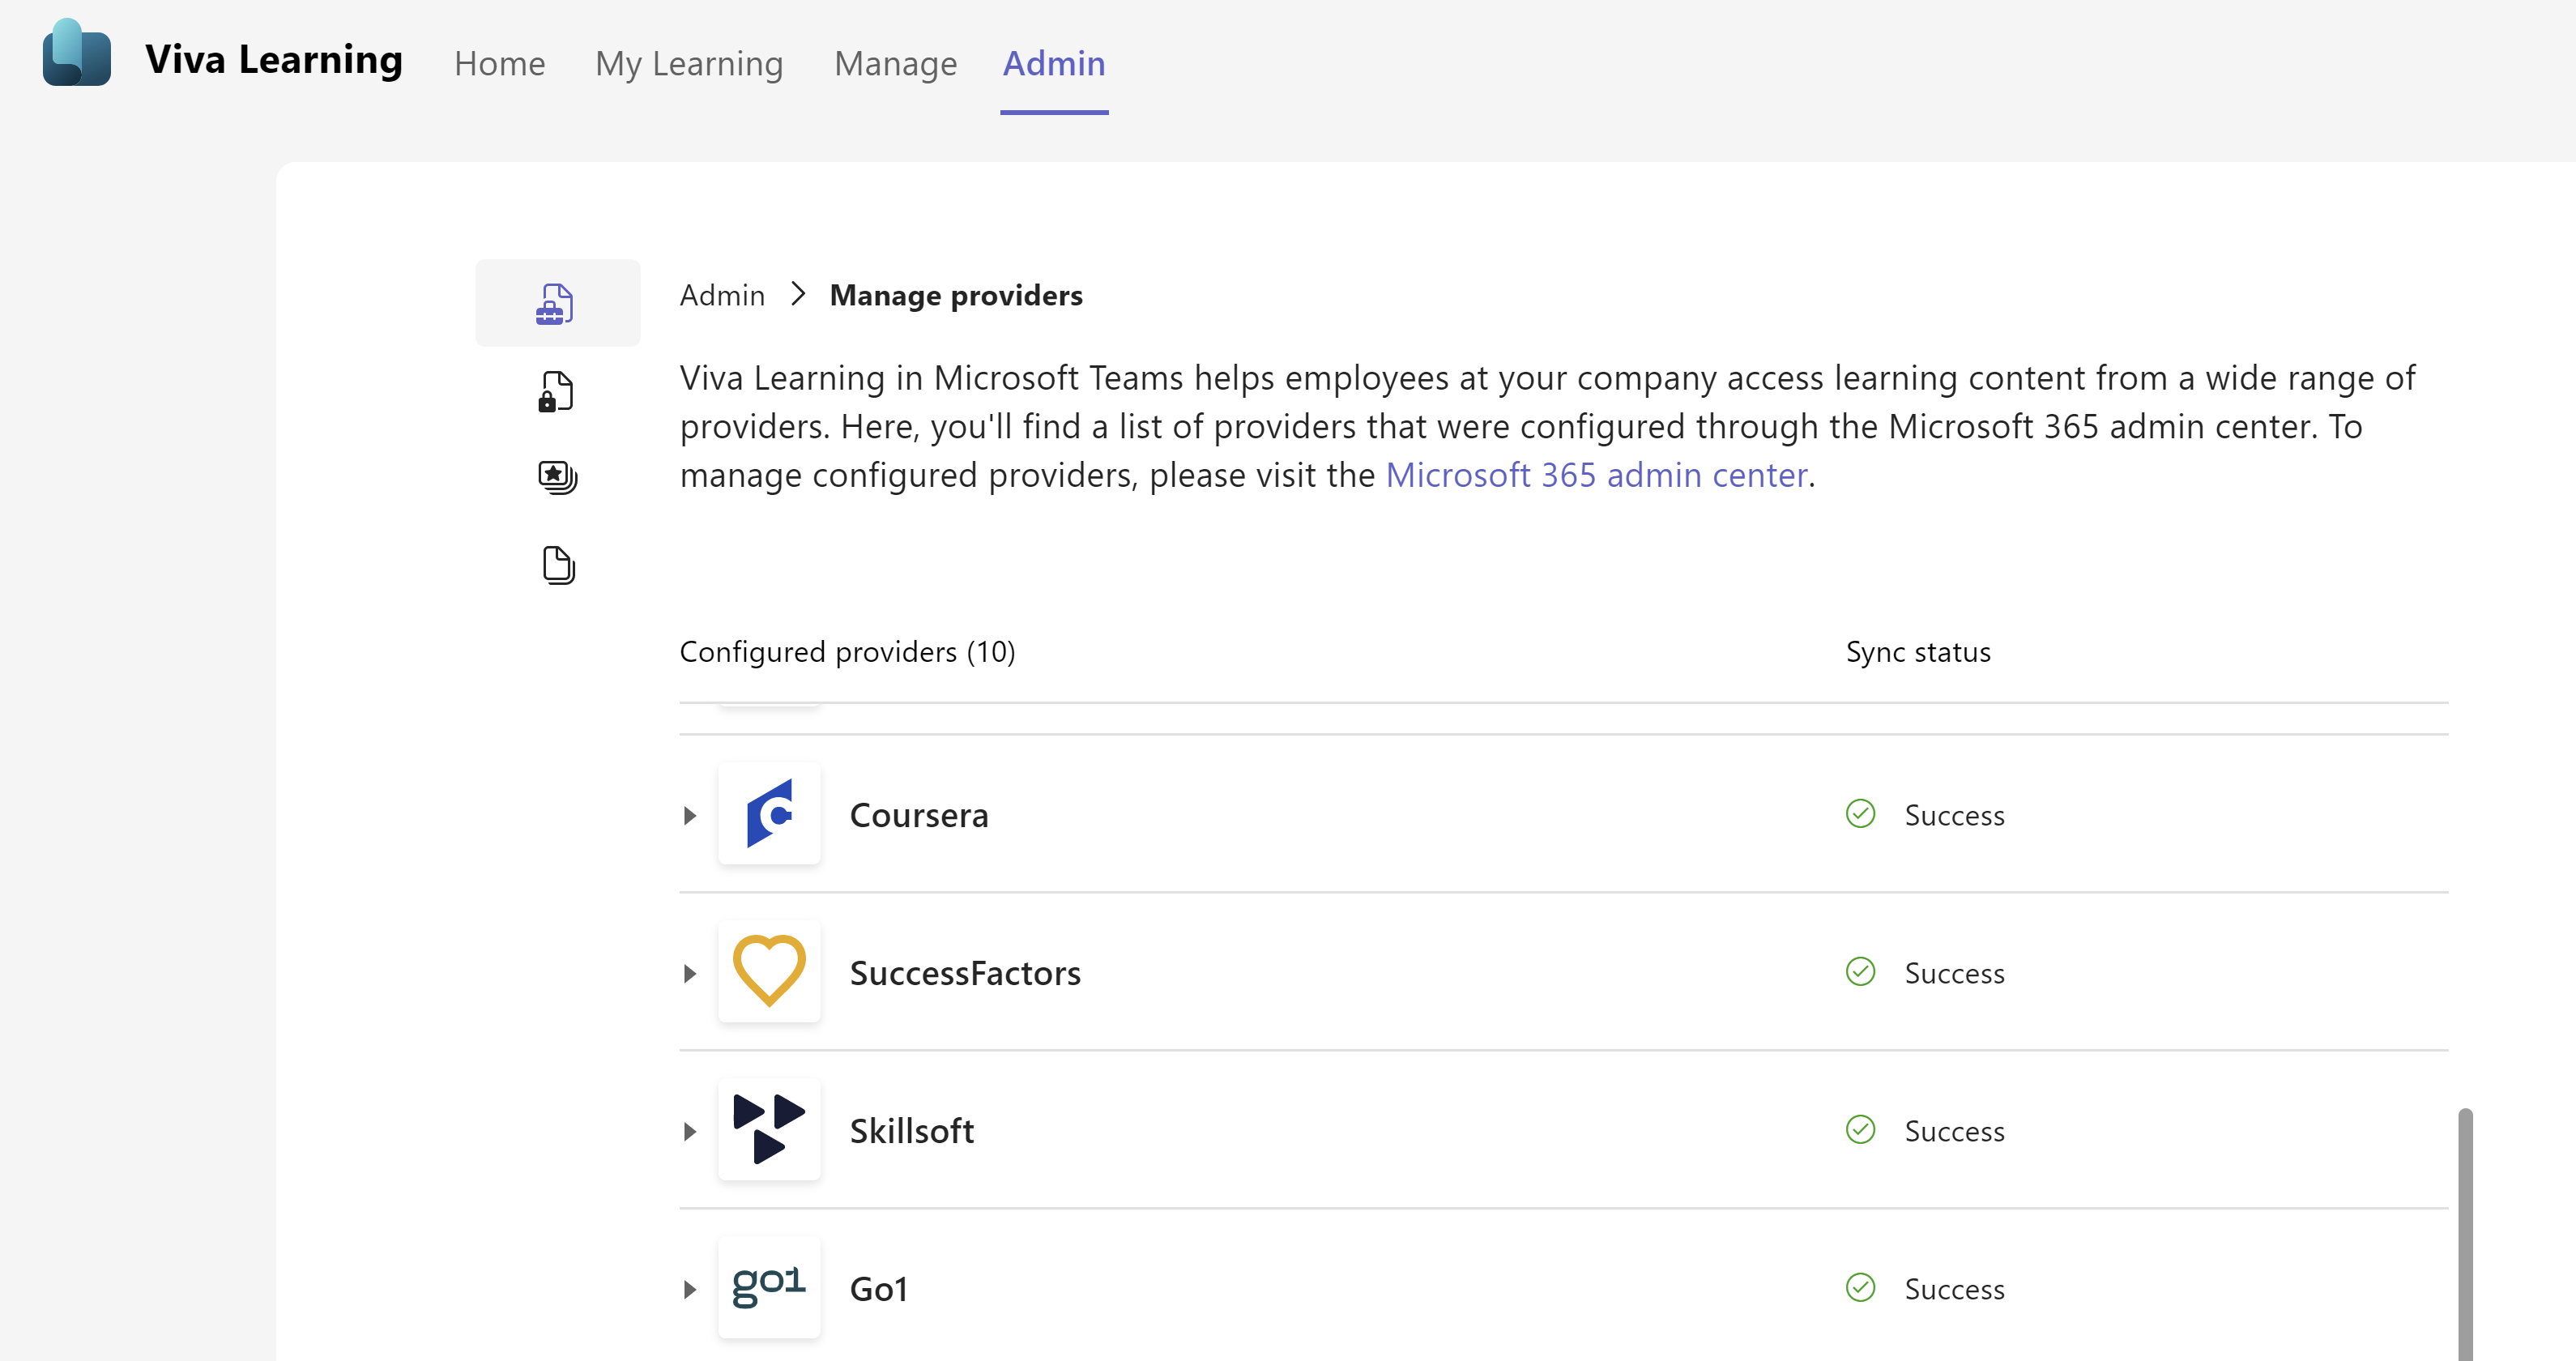 Viva Learning Home My Learning Manage Admin
Admin > Manage providers
Viva Learning in Microsoft Teams helps employees at your company access learning content from a wide range of
providers. Here, you'll find a list of providers that were configured through the Microsoft 365 admin center. To
manage configured providers, please visit the Microsoft 365 admin center.
Configured providers (10) Sync status
Coursera Success
SuccessFactors Success
Skillsoft Success
go1 Go1 Success